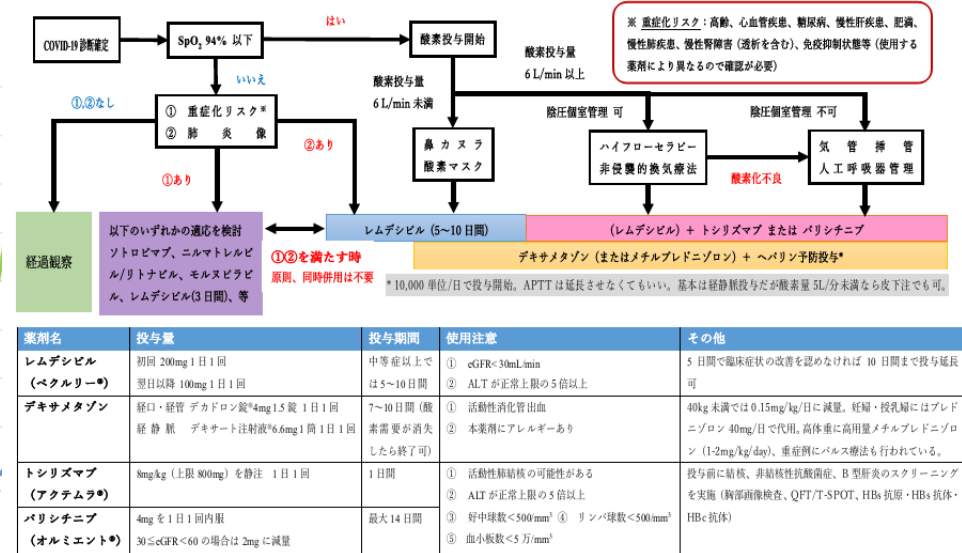 COVID-19 診断確定
SpO₂ 94% 以下
はい
酸素投与開始
※ 重症化リスク：高齢、心血管疾患、糖尿病、慢性肝疾患、肥満、
慢性肺疾患、慢性腎障害（透析を含む）、免疫抑制状態等（使用する
薬剤により異なるので確認が必要）
酸素投与量
6 L/min 以上
いいえ
酸素投与量
6 L/min 未満
①,②なし
① 重症化リスク※
② 肺炎像
②あり
①あり
陰圧個室管理 可
陰圧個室管理 不可
鼻カヌラ
酸素マスク
ハイフローセラピー
非侵襲的換気療法
酸素化不良
気管挿管
人工呼吸器管理
経過観察
以下のいずれかの適応を検討
ソトロビマブ、ニルマトレルビ
ル/リトナビル、モルヌピラビ
ル、レムデシビル(3日間)、等
①②を満たす時
原則、同時併用は不要
レムデシビル（5～10日間）
（レムデシビル）＋ トシリズマブ または バリシチニブ
デキサメタゾン（またはメチルプレドニゾロン）＋ ヘパリン予防投与*
* 10,000 単位/日で投与開始。APTT は延長させなくてもいい。基本は経静脈投与だが酸素量 5L/分未満なら皮下注でも可。
薬剤名 投与量 投与期間 使用注意 その他
レムデシビル
（ベクルリー®）
初回 200mg 1日1回
翌日以降 100mg 1日1回
中等症以上で
は 5～10日間
① eGFR<30mL/min
② ALT が正常上限の5倍以上
5 日間で臨床症状の改善を認めなければ 10 日間まで投与延長
可
デキサメタゾン
経口・経管 デカドロン錠®4mg 1.5 錠 1日1回
経静脈 デキサート注射液®6.6mg 1筒 1日1回
7～10日間（酸
素需要が消失
したら終了可）
① 活動性消化管出血
② 本薬剤にアレルギーあり
40kg 未満では 0.15mg/kg/日に減量。妊婦・授乳婦にはプレド
ニゾロン 40mg/日で代用。高体重に高用量メチルプレドニゾロ
ン（1-2mg/kg/day)、重症例にパルス療法も行われている。
トシリズマブ
（アクテムラ®）
8mg/kg（上限 800mg）を静注 1日1回
1日間
① 活動性肺結核の可能性がある
② ALT が正常上限の5倍以上
③ 好中球数<500/mm³ ④ リンパ球数<500/mm³
⑤ 血小板数<5万/mm³
投与前に結核、非結核性抗酸菌症、B 型肝炎のスクリーニング
を実施（胸部画像検査、QFT/T-SPOT、HBs 抗原・HBs 抗体・
HBc 抗体）
バリシチニブ
（オルミエント®）
4mg を1日1回内服
30≦eGFR<60 の場合は 2mg に減量
最大14日間